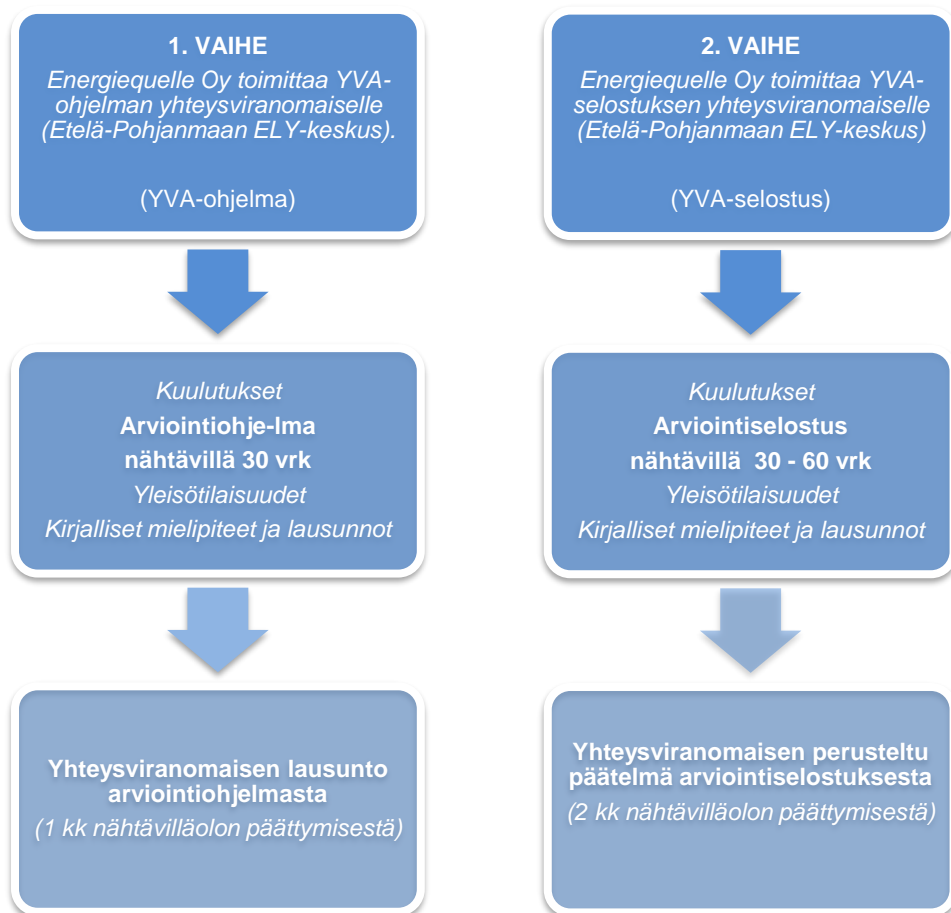 1. VAIHE
Energiequelle Oy toimittaa YVA-
ohjelman yhteysviranomaiselle
(Etelä-Pohjanmaan ELY-keskus).
(YVA-ohjelma)
Kuulutukset
Arviointiohje-lma
nähtävillä 30 vrk
Yleisötilaisuudet
Kirjalliset mielipiteet ja lausunnot
Yhteysviranomaisen lausunto
arviointiohjelmasta
(1 kk nähtävilläolon päättymisestä)
2. VAIHE
Energiequelle Oy toimittaa YVA-
selostuksen yhteysviranomaiselle
(Etelä-Pohjanmaan ELY-keskus)
(YVA-selostus)
Kuulutukset
Arviointiselostus
nähtävillä 30 - 60 vrk
Yleisötilaisuudet
Kirjalliset mielipiteet ja lausunnot
Yhteysviranomaisen perusteltu
päätelmä arviointiselostuksesta
(2 kk nähtävilläolon päättymisestä)